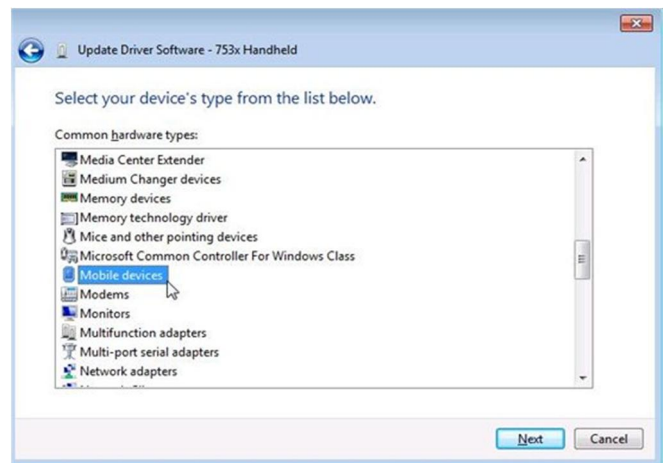 Update Driver Software - 753x Handheld
Select your device's type from the list below.
Common hardware types:
Media Center Extender
Medium Changer devices
Memory devices
Memory technology driver
Mice and other pointing devices
Microsoft Common Controller For Windows Class
Mobile devices
Modems
Monitors
Multifunction adapters
Multi-port serial adapters
Network adapters
Next
Cancel